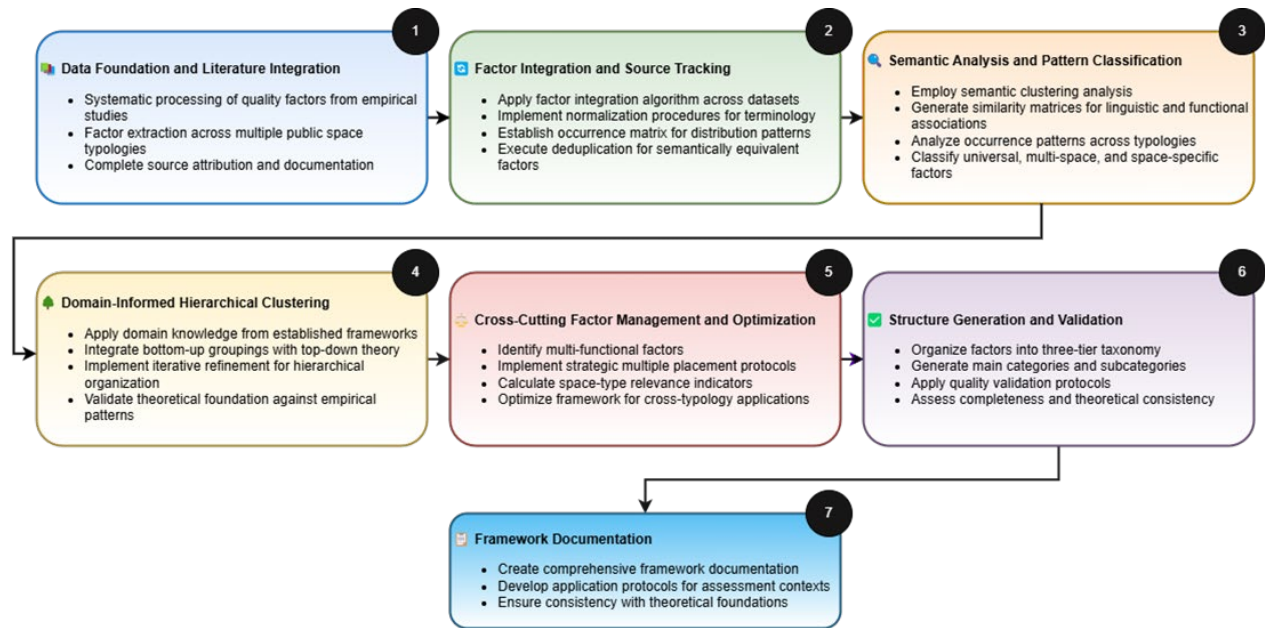 1
Data Foundation and Literature Integration
• Systematic processing of quality factors from empirical
studies
• Factor extraction across multiple public space
typologies
• Complete source attribution and documentation
2
Factor Integration and Source Tracking
• Apply factor integration algorithm across datasets
• Implement normalization procedures for terminology
• Establish occurrence matrix for distribution patterns
• Execute deduplication for semantically equivalent
factors
3
Semantic Analysis and Pattern Classification
• Employ semantic clustering analysis
• Generate similarity matrices for linguistic and functional
associations
• Analyze occurrence patterns across typologies
• Classify universal, multi-space, and space-specific
factors
4
Domain-Informed Hierarchical Clustering
• Apply domain knowledge from established frameworks
• Integrate bottom-up groupings with top-down theory
• Implement iterative refinement for hierarchical
organization
• Validate theoretical foundation against empirical
patterns
5
Cross-Cutting Factor Management and Optimization
• Identify multi-functional factors
• Implement strategic multiple placement protocols
• Calculate space-type relevance indicators
• Optimize framework for cross-typology applications
6
Structure Generation and Validation
• Organize factors into three-tier taxonomy
• Generate main categories and subcategories
• Apply quality validation protocols
• Assess completeness and theoretical consistency
7
Framework Documentation
• Create comprehensive framework documentation
• Develop application protocols for assessment contexts
• Ensure consistency with theoretical foundations